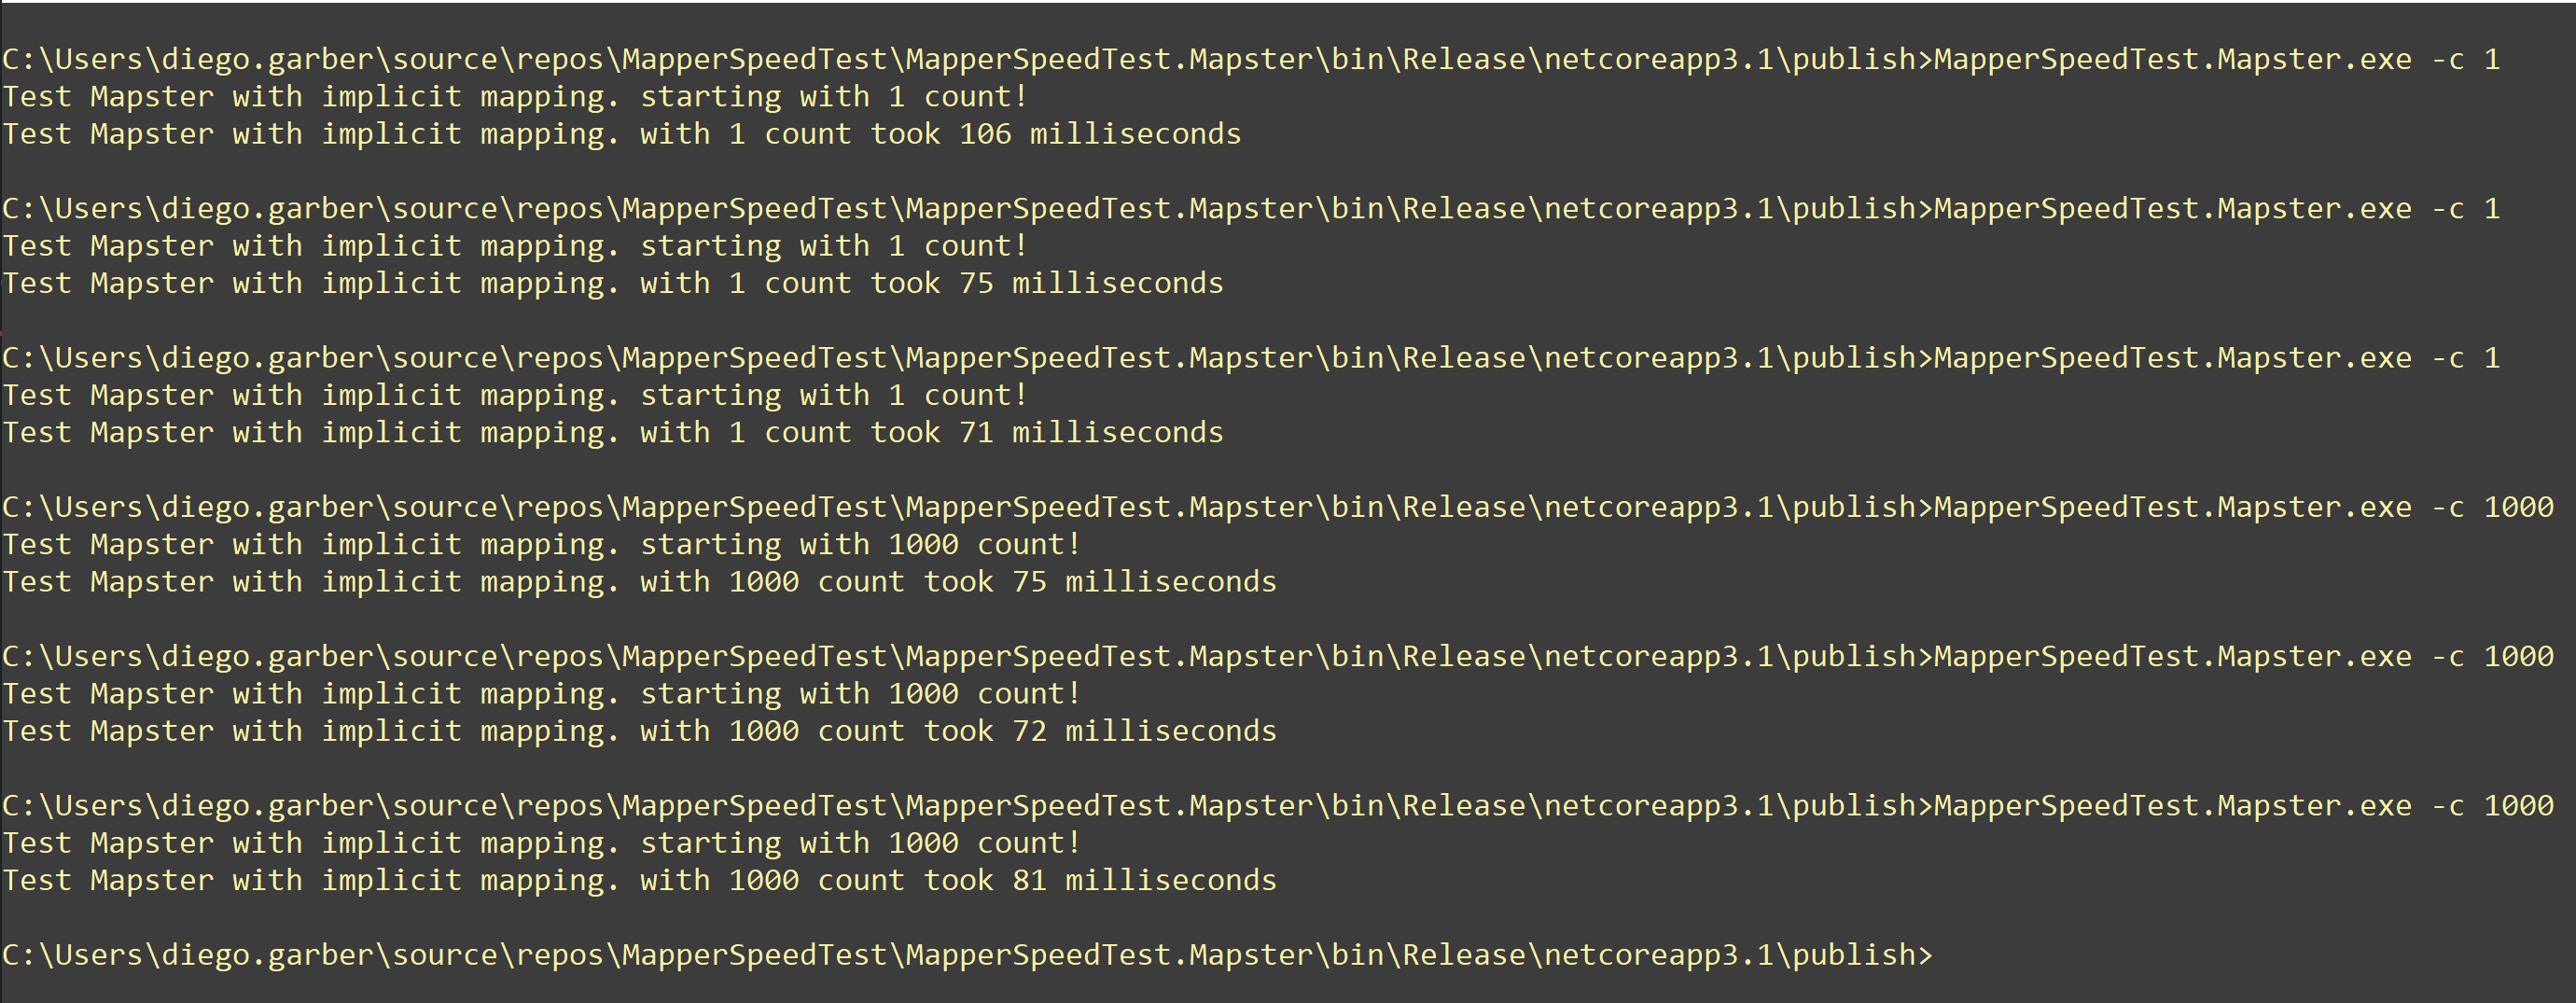 C:\Users\diego.garber\source\repos\MapperSpeedTest\MapperSpeedTest.Mapster\bin\Release\netcoreapp3.1\publish>MapperSpeedTest.Mapster.exe -c 1
Test Mapster with implicit mapping. starting with 1 count!
Test Mapster with implicit mapping. with 1 count took 106 milliseconds
C:\Users\diego.garber\source\repos\MapperSpeedTest\MapperSpeedTest.Mapster\bin\Release\netcoreapp3.1\publish>MapperSpeedTest.Mapster.exe -c 1
Test Mapster with implicit mapping. starting with 1 count!
Test Mapster with implicit mapping. with 1 count took 75 milliseconds
C:\Users\diego.garber\source\repos\MapperSpeedTest\MapperSpeedTest.Mapster\bin\Release\netcoreapp3.1\publish>MapperSpeedTest.Mapster.exe -c 1
Test Mapster with implicit mapping. starting with 1 count!
Test Mapster with implicit mapping. with 1 count took 71 milliseconds
C:\Users\diego.garber\source\repos\MapperSpeedTest\MapperSpeedTest.Mapster\bin\Release\netcoreapp3.1\publish>MapperSpeedTest.Mapster.exe -c 1000
Test Mapster with implicit mapping. starting with 1000 count!
Test Mapster with implicit mapping. with 1000 count took 75 milliseconds
C:\Users\diego.garber\source\repos\MapperSpeedTest\MapperSpeedTest.Mapster\bin\Release\netcoreapp3.1\publish>MapperSpeedTest.Mapster.exe -c 1000
Test Mapster with implicit mapping. starting with 1000 count!
Test Mapster with implicit mapping. with 1000 count took 72 milliseconds
C:\Users\diego.garber\source\repos\MapperSpeedTest\MapperSpeedTest.Mapster\bin\Release\netcoreapp3.1\publish>MapperSpeedTest.Mapster.exe -c 1000
Test Mapster with implicit mapping. starting with 1000 count!
Test Mapster with implicit mapping. with 1000 count took 81 milliseconds
C:\Users\diego.garber\source\repos\MapperSpeedTest\MapperSpeedTest.Mapster\bin\Release\netcoreapp3.1\publish>